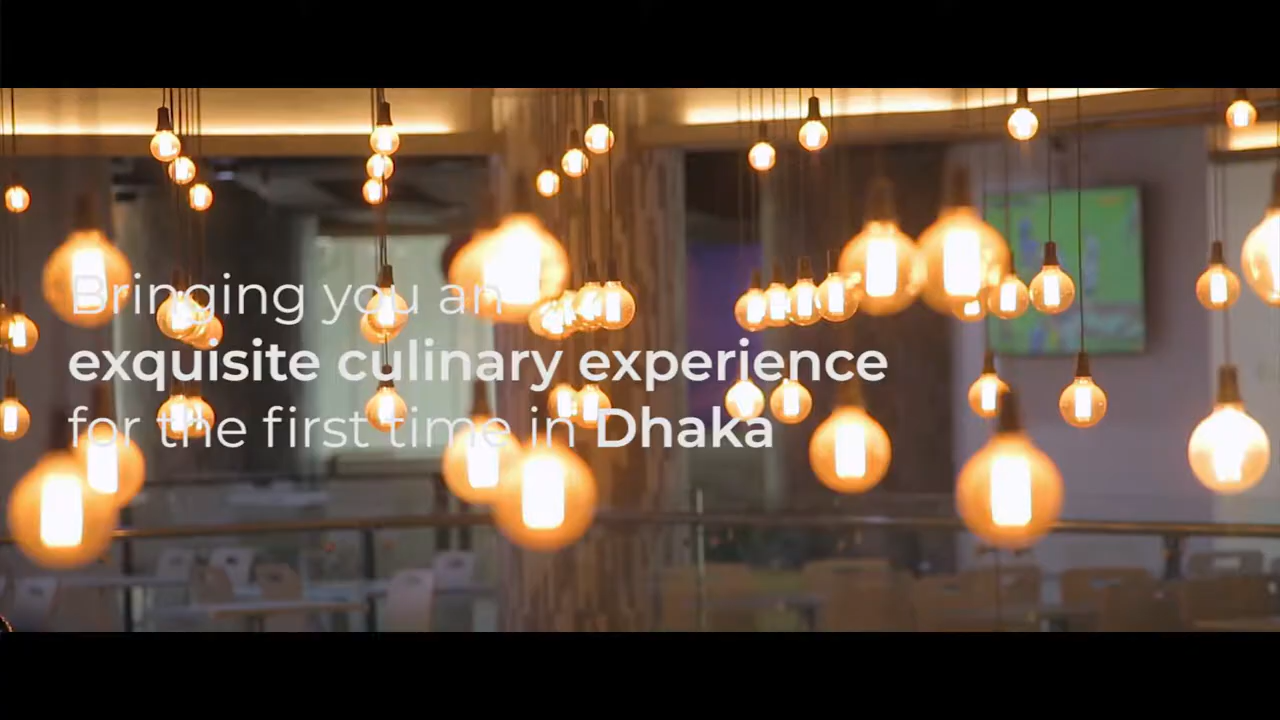 Bringing you an
exquisite culinary experience
for the first time in Dhaka